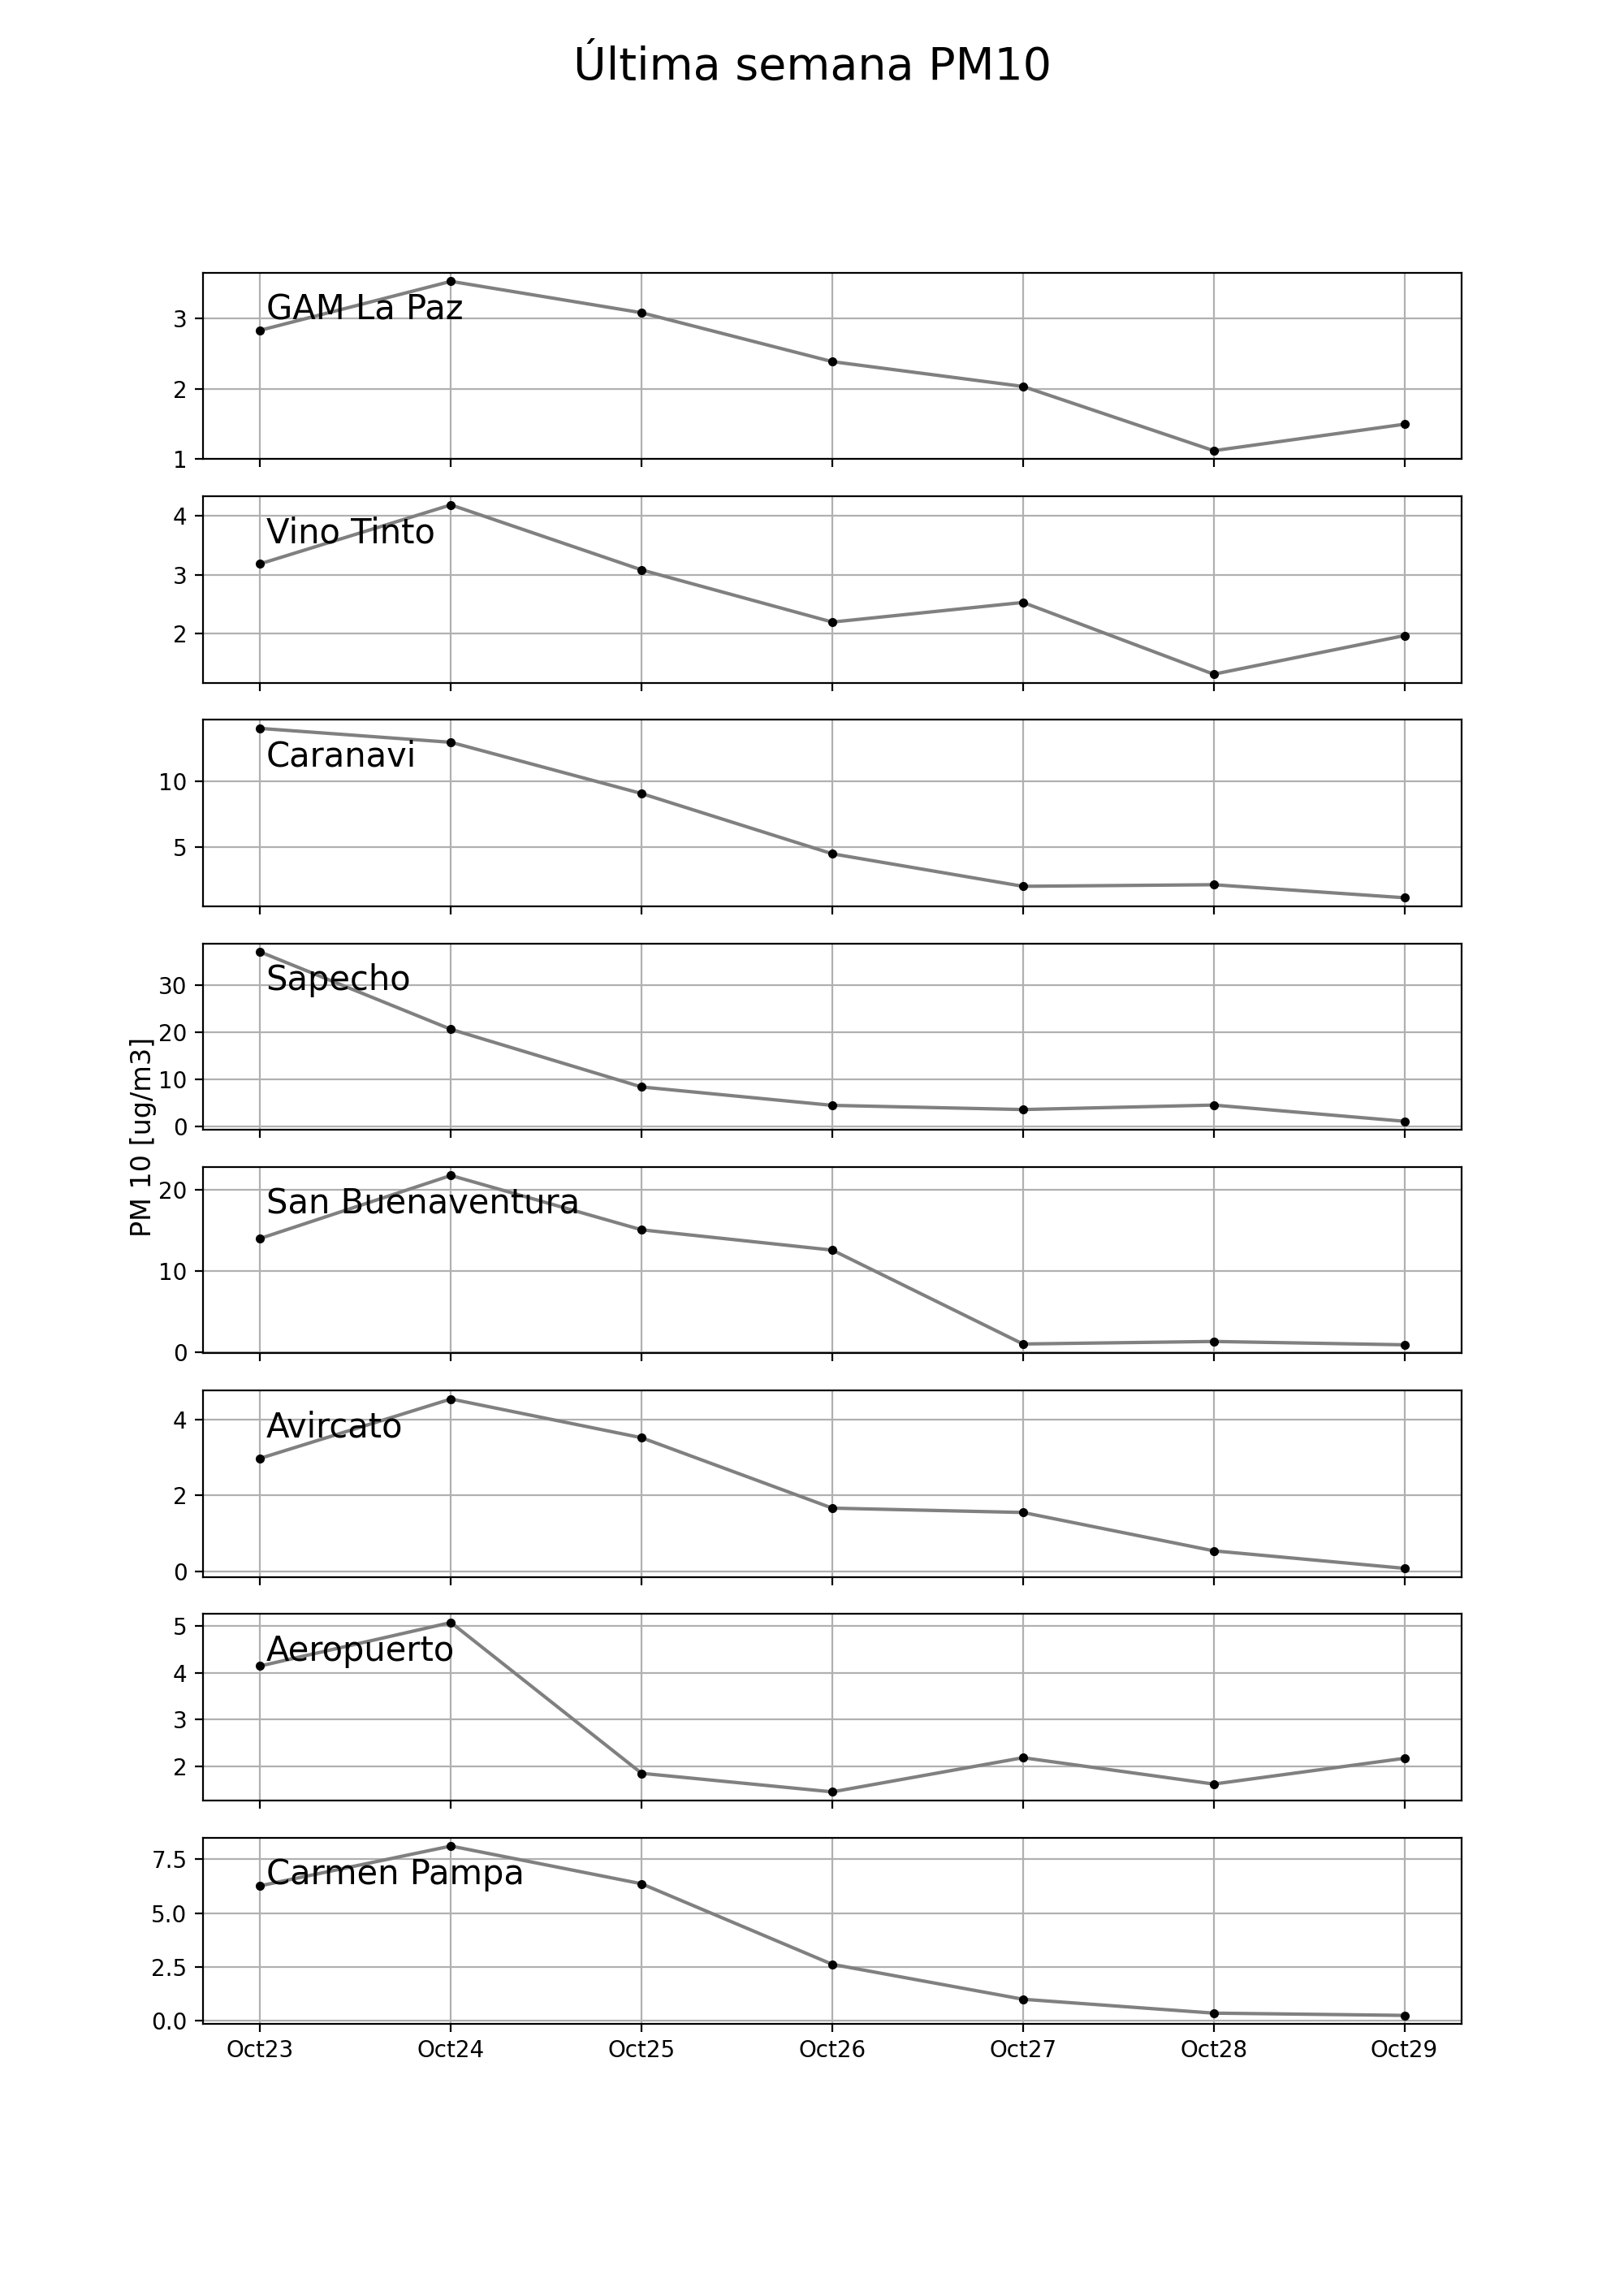 Última semana PM10
GAM La Paz
3
2
1
Vino Tinto
4
3
2
Caranavi
10
5
Sapecho
30
20
10
0
PM 10 [ug/m3]
San Buenaventura
20
10
0
Avircato
4
2
0
Aeropuerto
5
4
3
2
Carmen Pampa
7.5
5.0
2.5
0.0
Oct23 Oct24 Oct25 Oct26 Oct27 Oct28 Oct29